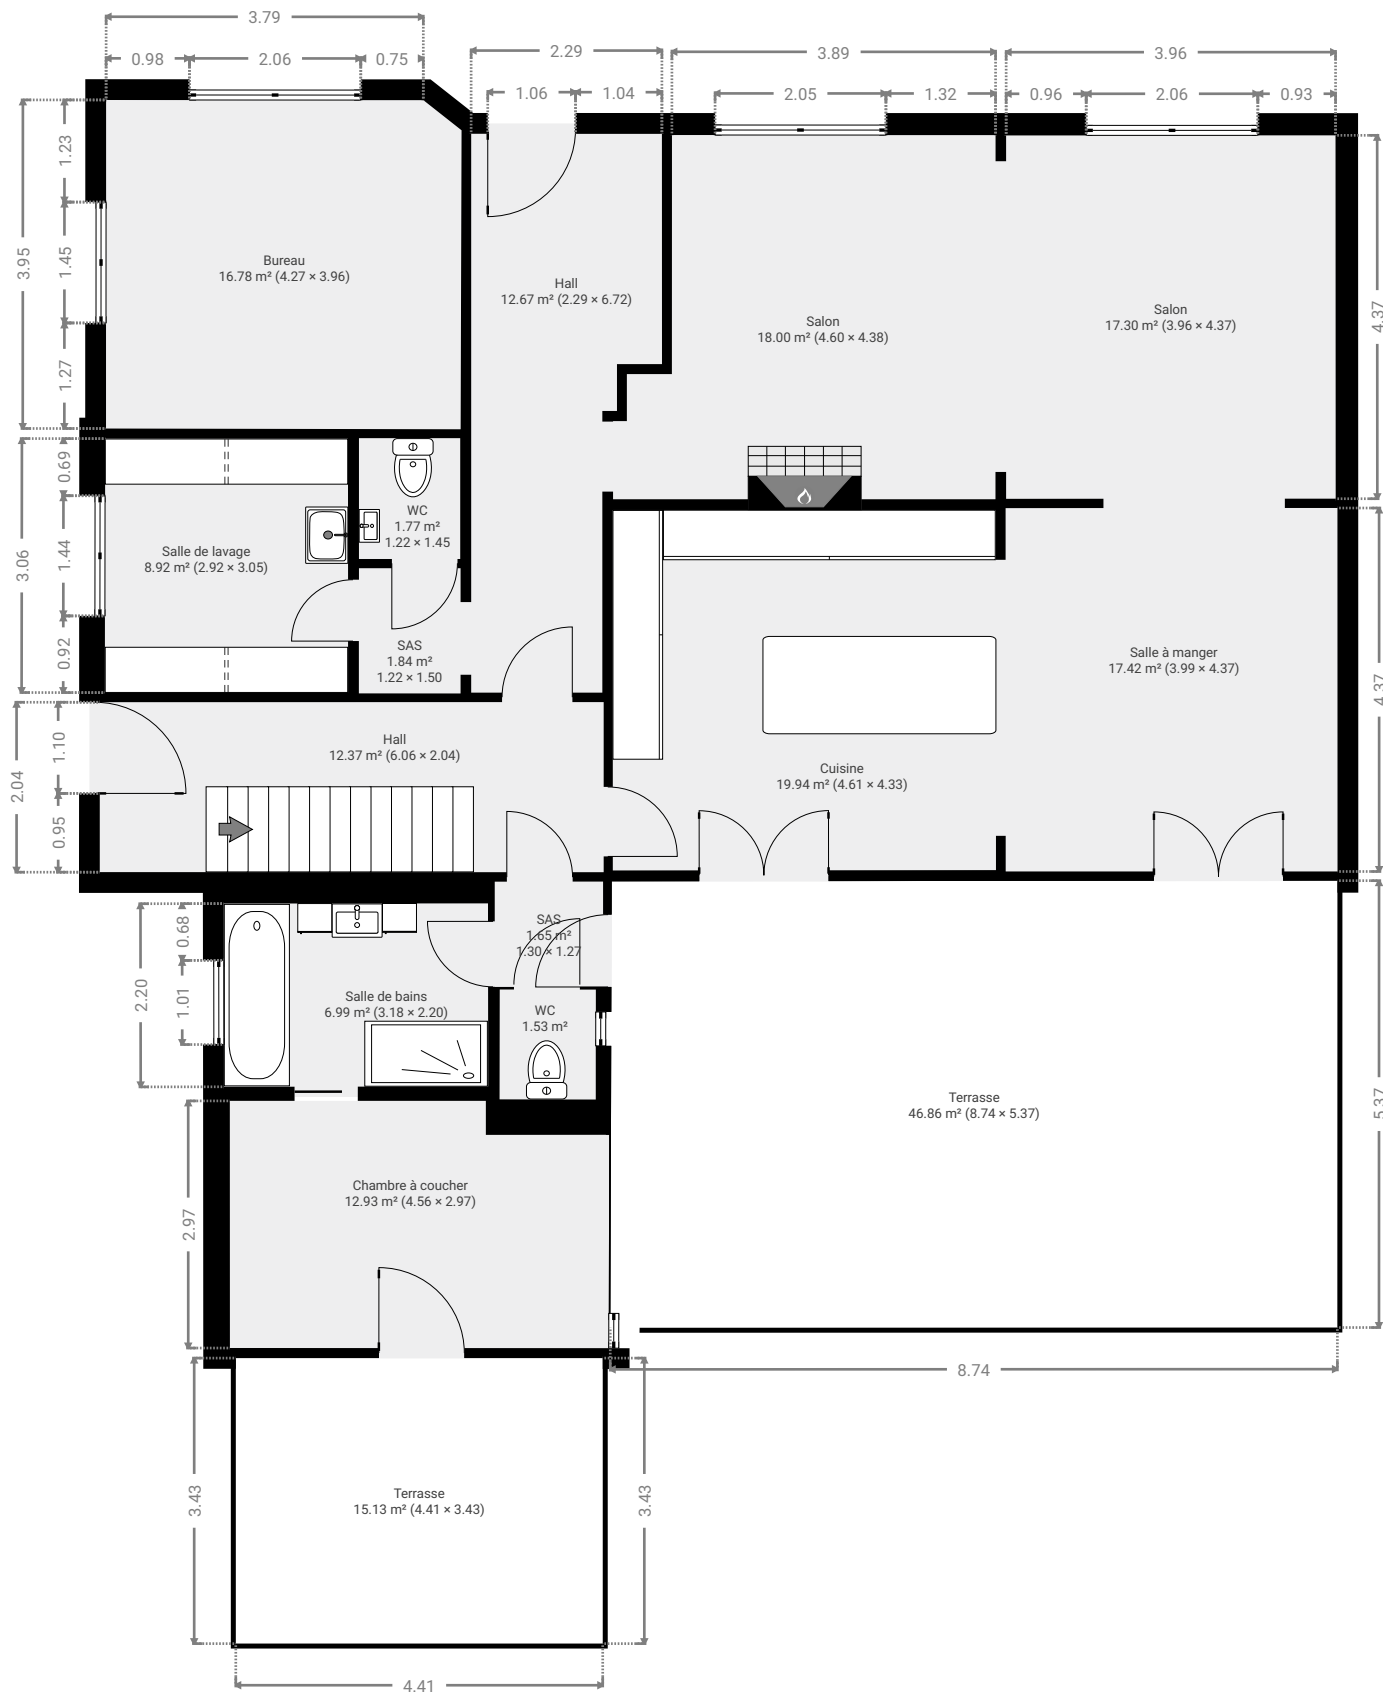 3.79
0.98
2.06
0.75
2.29
1.06
1.04
3.89
2.05
1.32
3.96
0.96
2.06
0.93
3.95
1.23
1.45
1.27
4.37
Bureau
16.78 m² (4.27 × 3.96)
Hall
12.67 m² (2.29 × 6.72)
Salon
18.00 m² (4.60 × 4.38)
Salon
17.30 m² (3.96 × 4.37)
3.06
0.69
1.44
0.92
WC
1.77 m²
1.22 × 1.45
Salle de lavage
8.92 m² (2.92 × 3.05)
SAS
1.84 m²
1.22 × 1.50
Salle à manger
17.42 m² (3.99 × 4.37)
4.37
2.04
1.10
0.95
Hall
12.37 m² (6.06 × 2.04)
Cuisine
19.94 m² (4.61 × 4.33)
2.20
0.68
1.01
SAS
1.65 m²
1.30 × 1.27
Salle de bains
6.99 m² (3.18 × 2.20)
WC
1.53 m²
Terrasse
46.86 m² (8.74 × 5.37)
5.37
2.97
Chambre à coucher
12.93 m² (4.56 × 2.97)
8.74
3.43
Terrasse
15.13 m² (4.41 × 3.43)
3.43
4.41